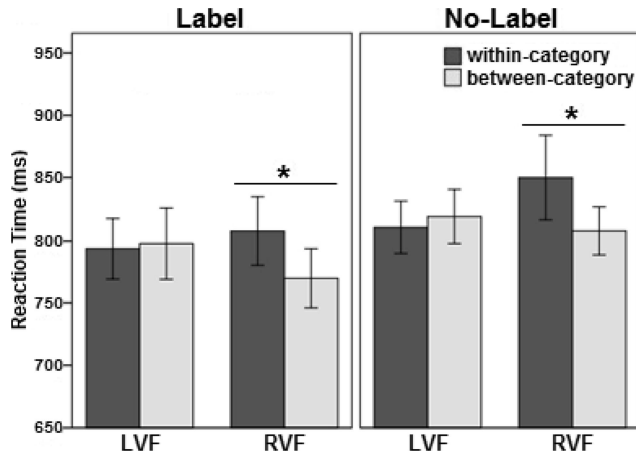 Label
No-Label
Reaction Time (ms)
950
900
850
800
750
700
650
within-category
between-category
*
*
LVF
RVF
LVF
RVF